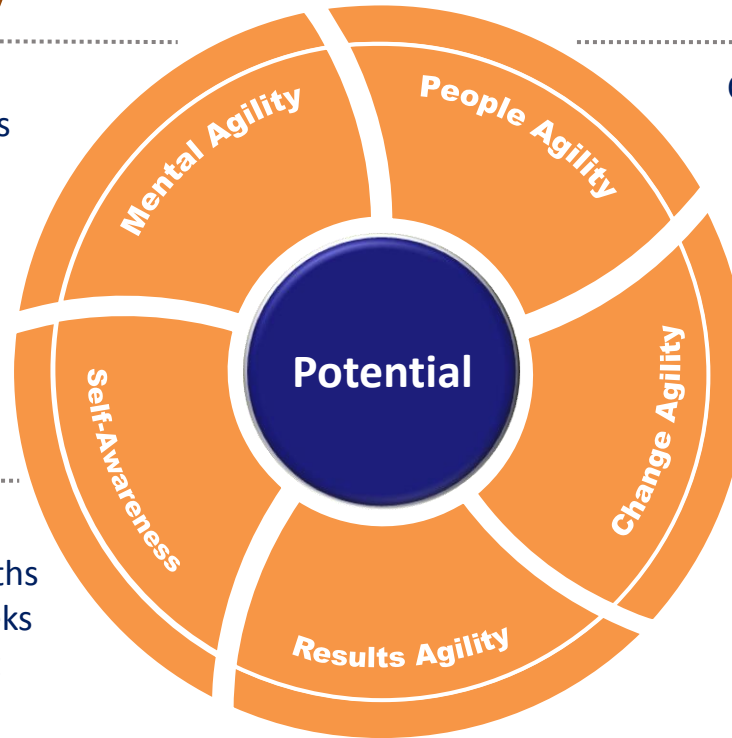 Mental Agility
People Agility
Change Agility
Results Agility
Self-Awareness
Potential